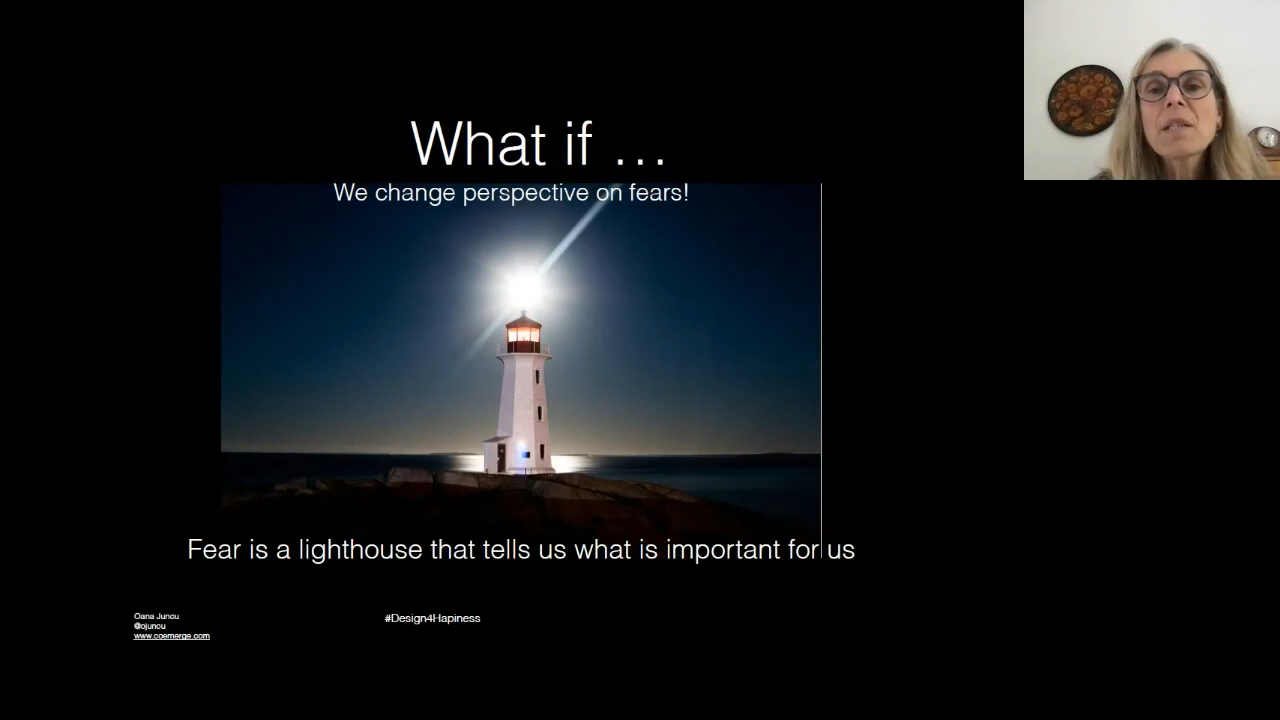 What if ...
We change perspective on fears!
Fear is a lighthouse that tells us what is important for us
Oana Juncu
@ojuncu
www.coemerge.com
#Design4Hapiness